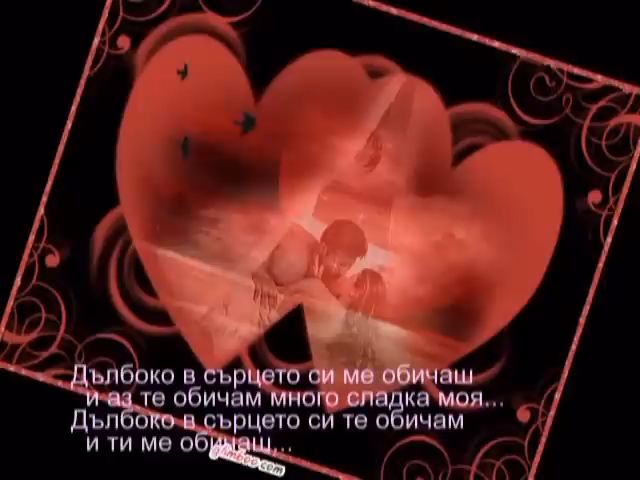 Дълбоко в сърцето си ме обичаш
и аз те обичам много сладка моя...
Дълбоко в сърцето си те обичам
и ти ме обичаш...
glimboo.com